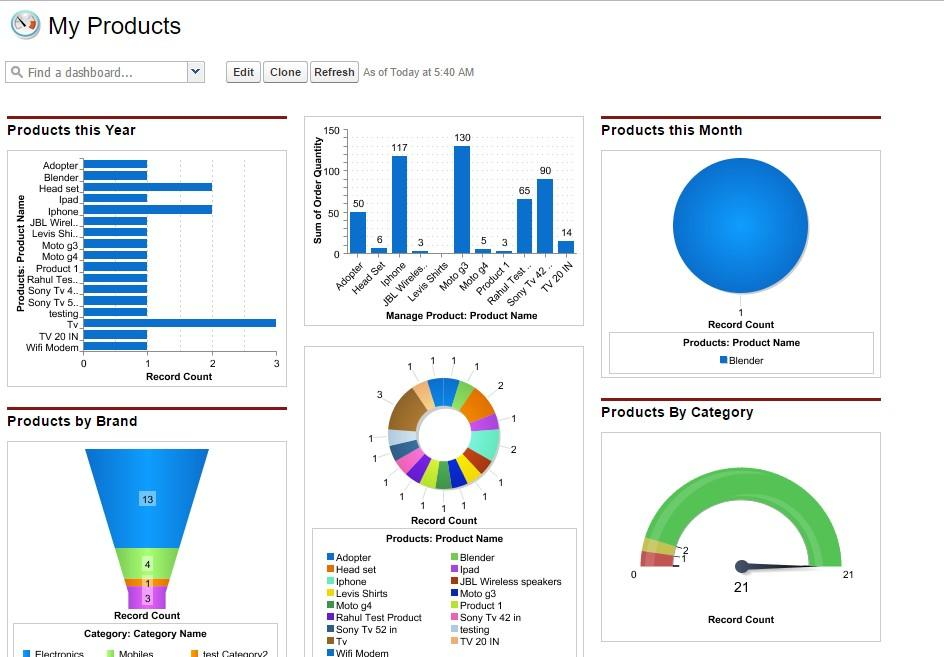 My Products
Find a dashboard...
Edit Clone Refresh As of Today at 5:40 AM
Products this Year
Products: Product Name
Adopter
Blender
Head set
Ipad
Iphone
JBL Wirel..
Levis Shi..
Moto g3
Moto g4
Product 1
Rahul Tes..
Sony Tv 4..
Sony Tv 5..
testing
Tv
TV 20 IN
Wifi Modem
0 1 2 3
Record Count
Sum of Order Quantity
150
100
50
0
50 6 117 3 130 5 3 65 90 14
Adopter
Head Set
Iphone
JBL Wireles..
Levis Shirts
Moto g3
Moto g4
Product 1
Rahul Test ..
Sony Tv 42 ..
TV 20 IN
Manage Product: Product Name
Products this Month
1
Record Count
Products: Product Name
Blender
Products by Brand
13
4
1
3
Record Count
Category: Category Name
Electronics Mobiles test Category2
1 1 1 1 2 1 2 1 1 1 1 1 1 1 1 1 3
Record Count
Products: Product Name
Adopter Blender
Head set Ipad
Iphone JBL Wireless speakers
Levis Shirts Moto g3
Moto g4 Product 1
Rahul Test Product Sony Tv 42 in
Sony Tv 52 in testing
Tv TV 20 IN
Wifi Modem
Products By Category
2
1
0 21
21
Record Count